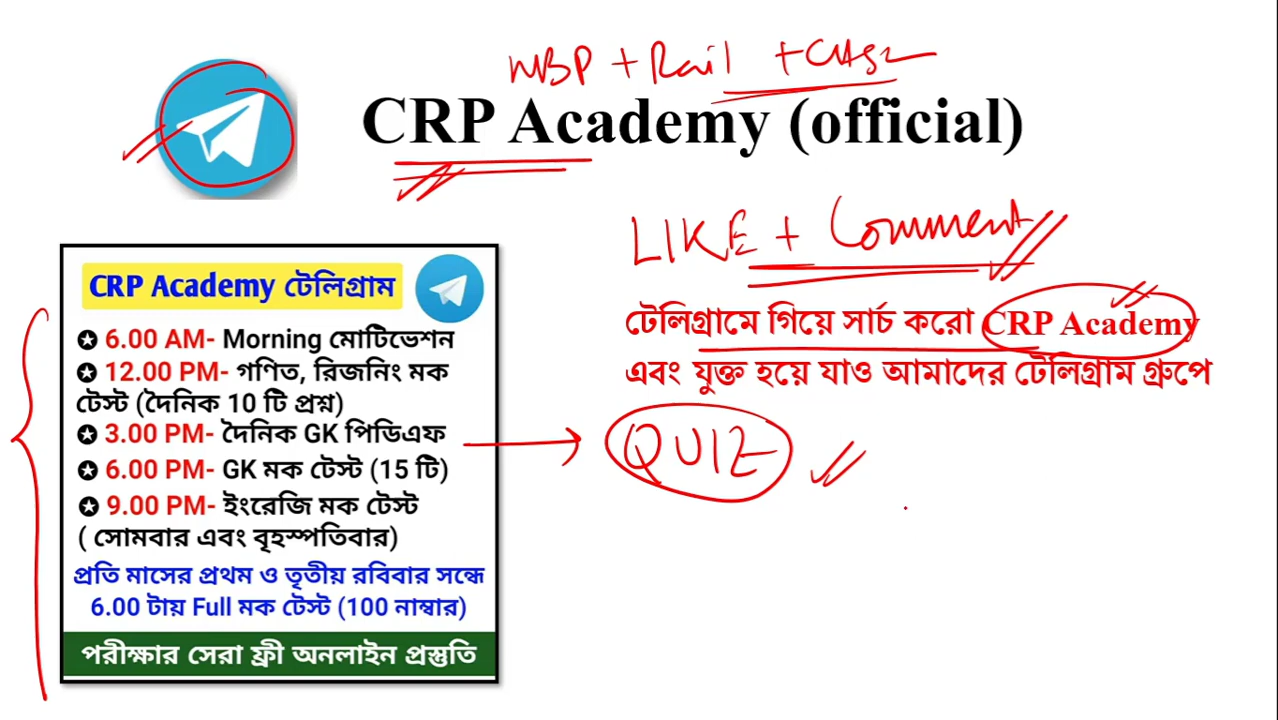 WBP + Rail +
CRP Academy (official)
LIKE + Comment
CRP Academy টেলিগ্রাম
6.00 AM- Morning মোটিভেশন
12.00 PM- গণিত, রিজনিং মক
টেস্ট (দৈনিক 10 টি প্রশ্ন)
3.00 PM- দৈনিক GK পিডিএফ
6.00 PM- GK মক টেস্ট (15 টি)
9.00 PM- ইংরেজি মক টেস্ট
( সোমবার এবং বৃহস্পতিবার)
প্রতি মাসের প্রথম ও তৃতীয় রবিবার সন্ধে
6.00 টায় Full মক টেস্ট (100 নাম্বার)
পরীক্ষার সেরা ফ্রী অনলাইন প্রস্তুতি
টেলিগ্রামে গিয়ে সার্চ করো CRP Academy
এবং যুক্ত হয়ে যাও আমাদের টেলিগ্রাম গ্রুপে
QUIZ